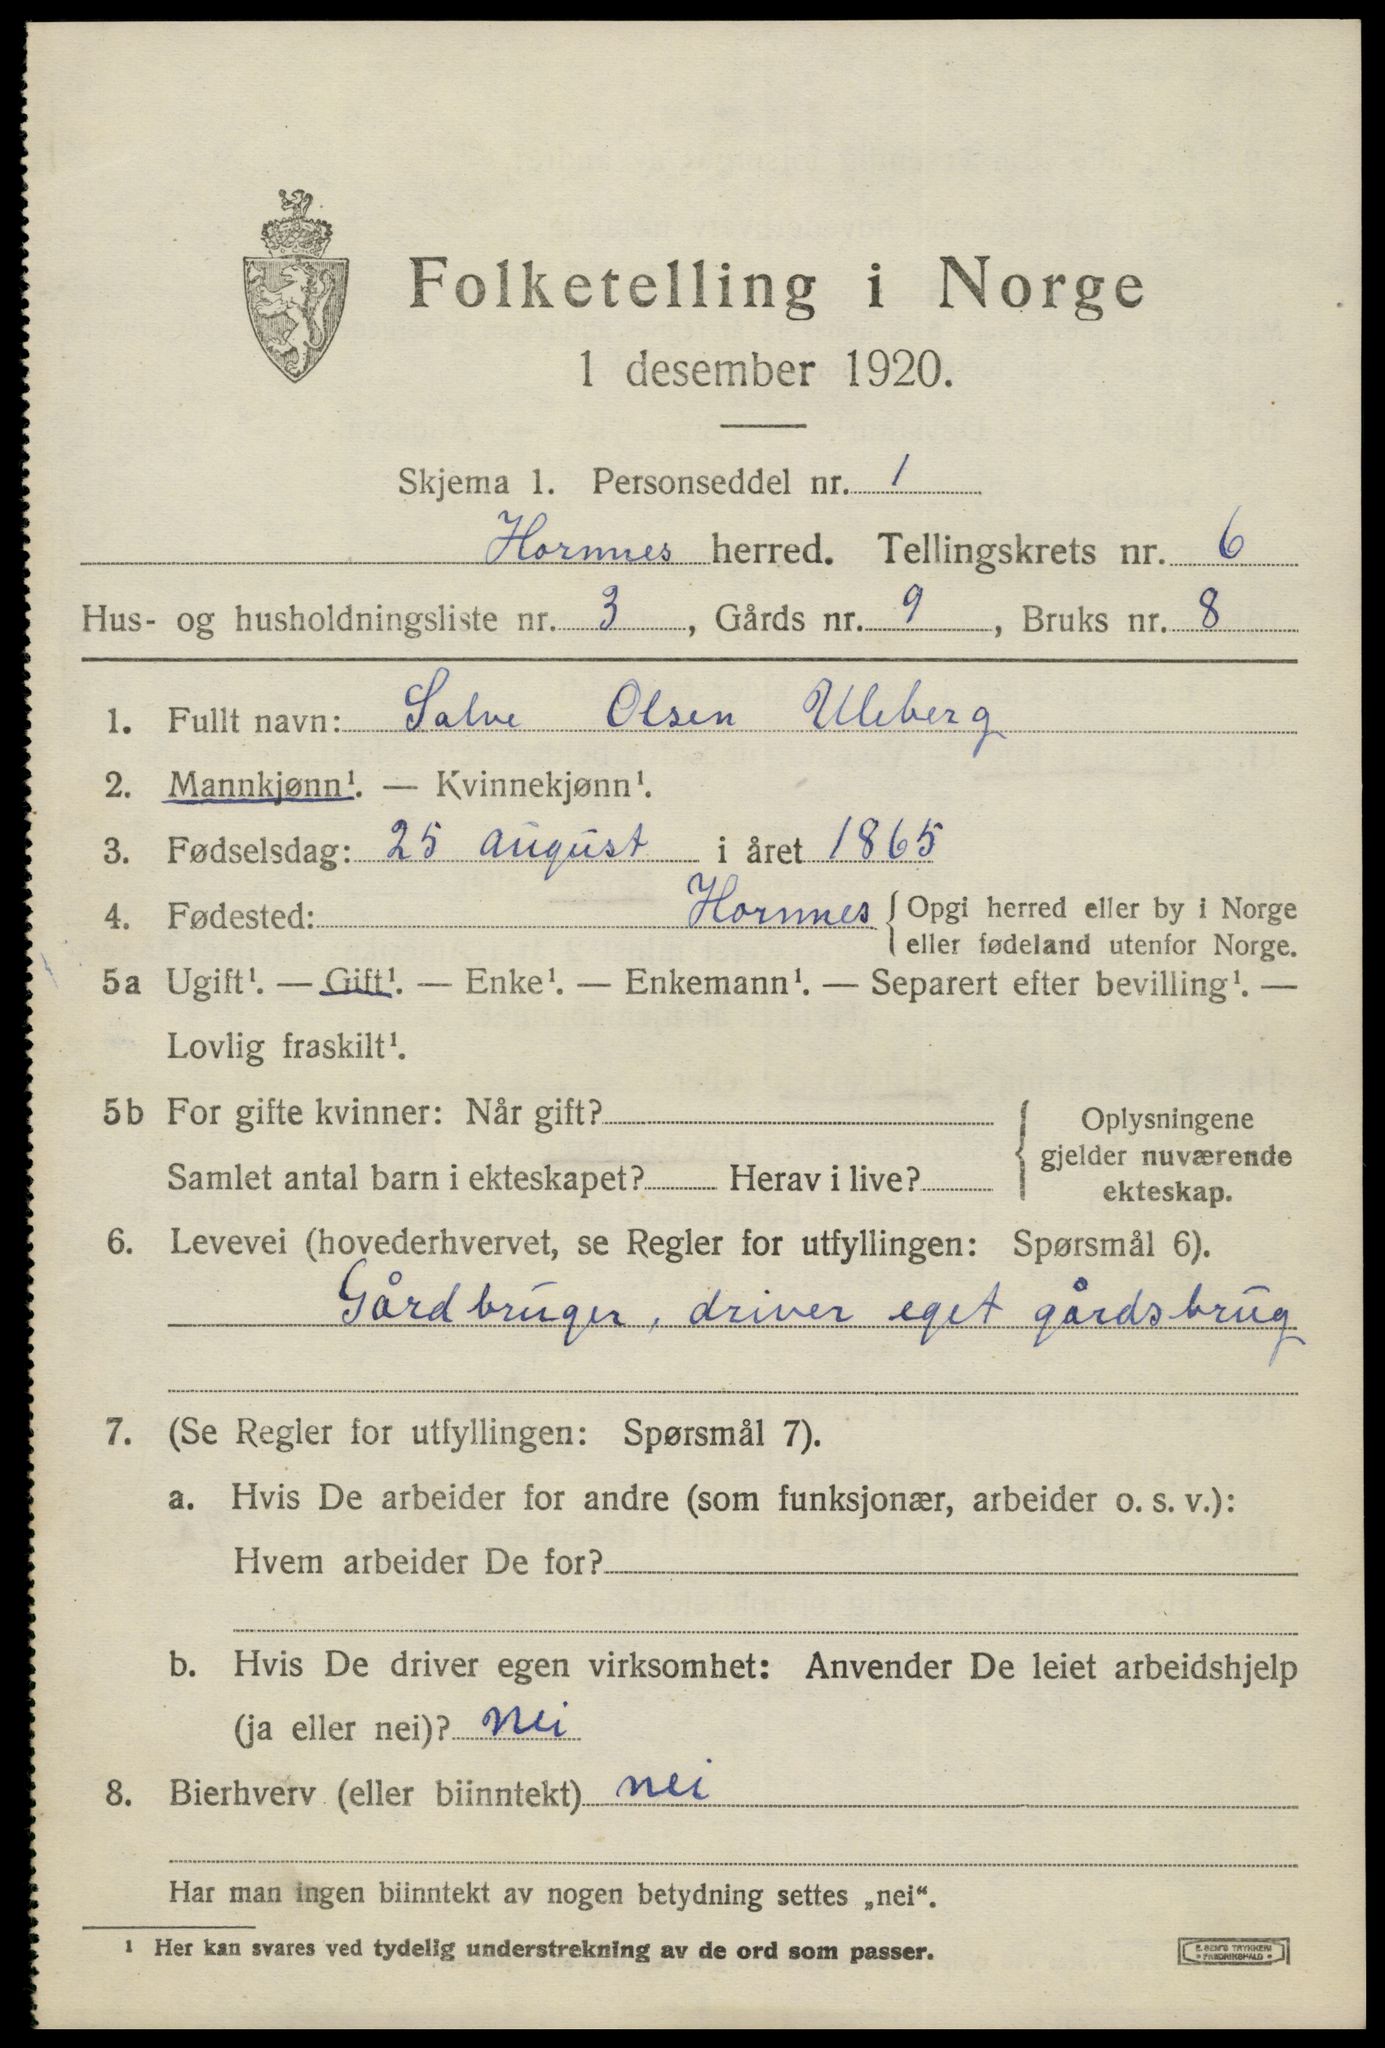 Folketelling i Norge
1 desember 1920.
Skjema 1. Personseddel nr. 1
Hornnes herred. Tellingskrets nr. 6
Hus- og husholdningsliste nr. 3, Gårds nr. 9, Bruks nr. 8
1. Fullt navn: Salve Olsen Uleberg
2. Mannkjønn¹. — Kvinnekjønn¹.
3. Fødselsdag: 25 august i året 1865
4. Fødested: Hornnes { Opgi herred eller by i Norge
eller fødeland utenfor Norge.
5a Ugift¹. — Gift¹. — Enke¹. — Enkemann¹. — Separert efter bevilling¹. —
Lovlig fraskilt¹.
5b For gifte kvinner: Når gift?
Samlet antal barn i ekteskapet? Herav i live?
Oplysningene
gjelder nuværende
ekteskap.
6. Levevei (hovederhvervet, se Regler for utfyllingen: Spørsmål 6).
Gårdbruger, driver eget gårdsbrug
7. (Se Regler for utfyllingen: Spørsmål 7).
a. Hvis De arbeider for andre (som funksjonær, arbeider o. s. v.):
Hvem arbeider De for?
b. Hvis De driver egen virksomhet: Anvender De leiet arbeidshjelp
(ja eller nei)? nei
8. Bierhverv (eller biinntekt) nei
Har man ingen biinntekt av nogen betydning settes „nei“.
¹ Her kan svares ved tydelig understrekning av de ord som passer.
E. SEM'S TRYKKERI
FREDRIKSHALD